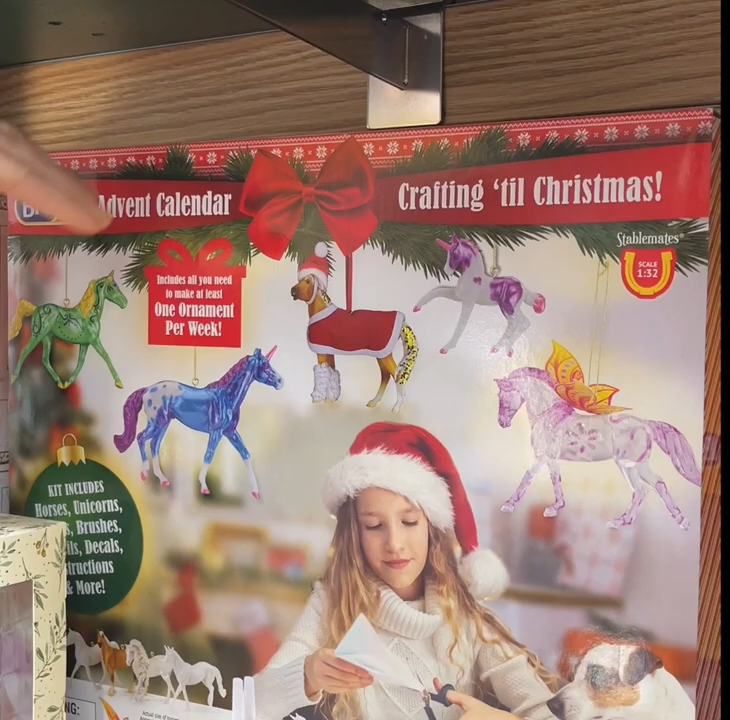 Advent Calendar
Crafting 'til Christmas!
Stablemates®
SCALE
1:32
Includes all you need
to make at least
One Ornament
Per Week!
KIT INCLUDES
Horses, Unicorns,
Brushes,
Decals,
& More!